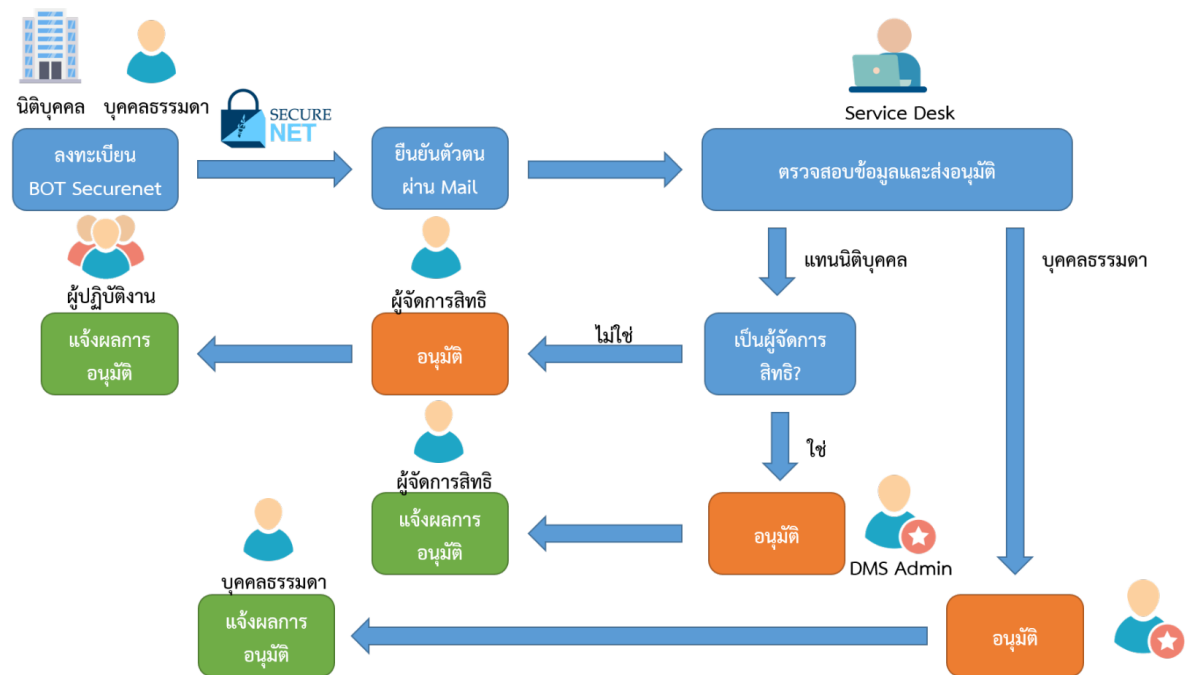 นิติบุคคล
บุคคลธรรมดา
SECURE
NET
Service Desk
ลงทะเบียน
BOT Securenet
ยืนยันตัวตน
ผ่าน Mail
ตรวจสอบข้อมูลและส่งอนุมัติ
แทนนิติบุคคล
บุคคลธรรมดา
ผู้ปฏิบัติงาน
ผู้จัดการสิทธิ
แจ้งผลการ
อนุมัติ
อนุมัติ
ไม่ใช่
เป็นผู้จัดการ
สิทธิ?
ใช่
ผู้จัดการสิทธิ
แจ้งผลการ
อนุมัติ
อนุมัติ
DMS Admin
บุคคลธรรมดา
แจ้งผลการ
อนุมัติ
อนุมัติ